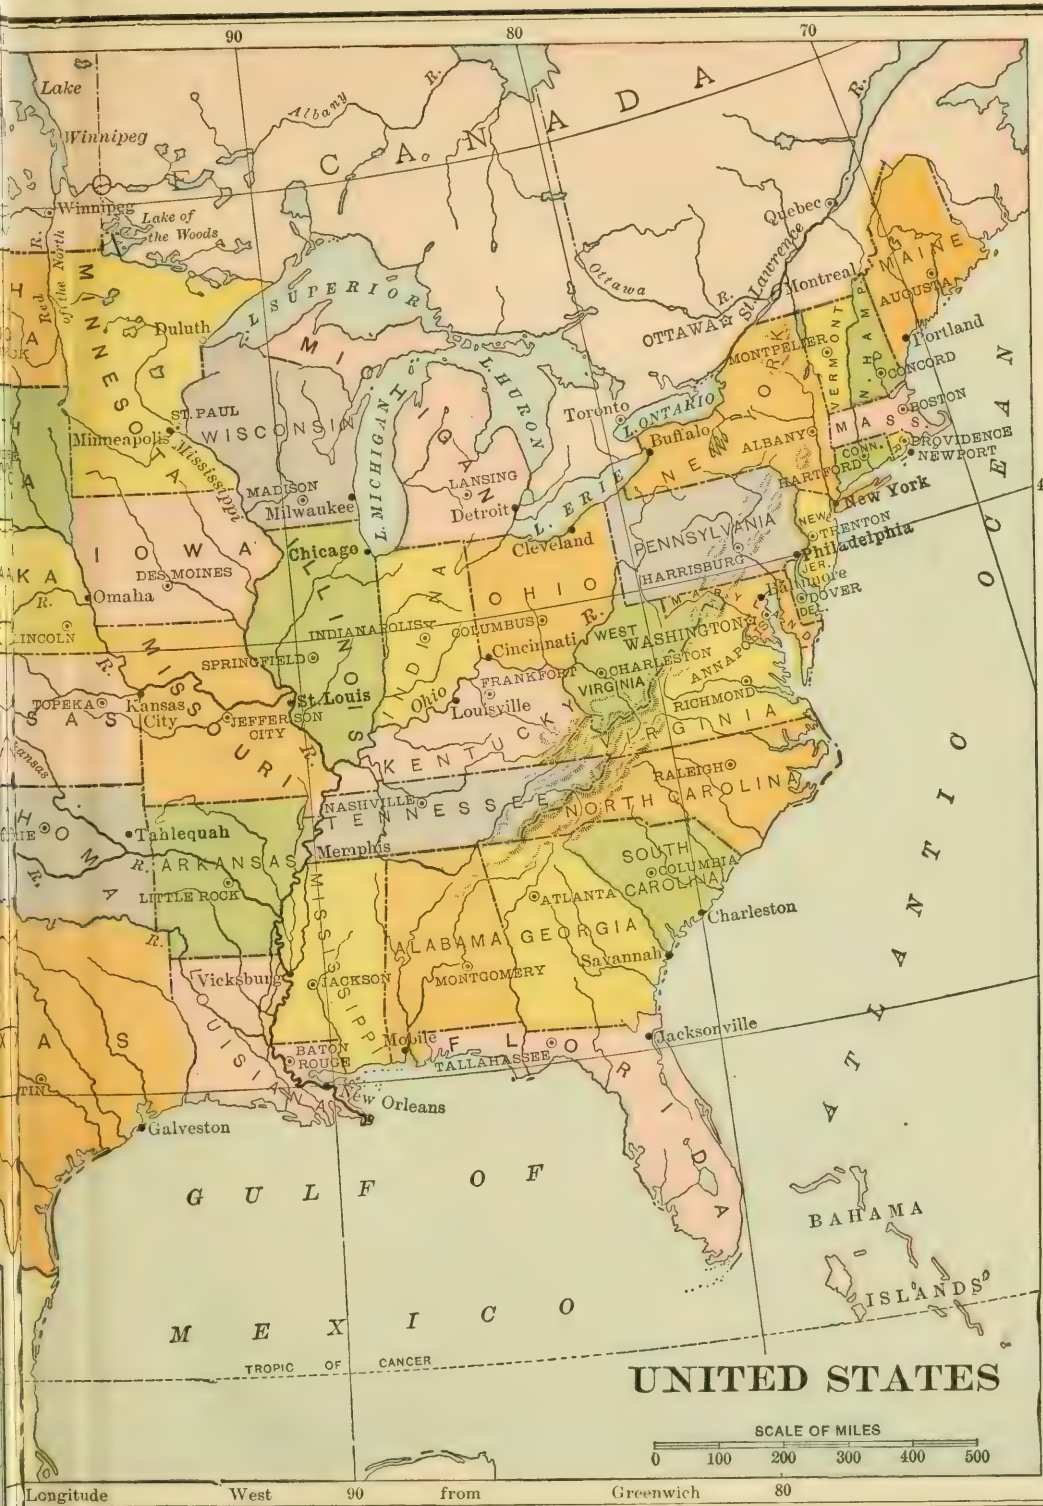 90
80
70
Lake
Winnipeg
Albany
R.
R.
CANADA
Winnipeg
Lake of
the Woods
Quebec
Red
R.
of the North
MINNESOTA
Ottawa
R.
St. Lawrence
Montreal
OTTAWA
MAINE
AUGUSTA
L. SUPERIOR
Duluth
MICHIGAN
L. HURON
MONTPELIER
VERMONT
N. HAMP.
Portland
CONCORD
ST. PAUL
Minneapolis
Mississippi
WISCONSIN
L. MICHIGAN
Toronto
L. ONTARIO
Buffalo
NEW YORK
ALBANY
MASS.
BOSTON
CONN.
R.I.
PROVIDENCE
NEWPORT
HARTFORD
MADISON
Milwaukee
LANSING
Detroit
L. ERIE
New York
IOWA
DES MOINES
Chicago
Cleveland
PENNSYLVANIA
HARRISBURG
NEW
JER.
TRENTON
Philadelphia
Omaha
R.
LINCOLN
ILLINOIS
INDIANA
INDIANAPOLIS
OHIO
COLUMBUS
MARYLAND
Baltimore
DOVER
DEL.
R.
MISSOURI
SPRINGFIELD
Cincinnati
R.
WEST
VIRGINIA
WASHINGTON
CHARLESTON
ANNAPOLIS
TOPEKA
SAS
Kansas
City
JEFFERSON
CITY
St. Louis
Ohio
FRANKFORT
Louisville
RICHMOND
VIRGINIA
KENTUCKY
R.
NASHVILLE
TENNESSEE
RALEIGH
NORTH CAROLINA
Tahlequah
R.
ARKANSAS
LITTLE ROCK
Memphis
HOMA
R.
SOUTH
CAROLINA
COLUMBIA
Charleston
ATLANTA
GEORGIA
Savannah
ALABAMA
MONTGOMERY
MISSISSIPPI
JACKSON
Vicksburg
R.
LOUISIANA
BATON
ROUGE
Mobile
New Orleans
FLORIDA
TALLAHASSEE
Jacksonville
AS
TIN
Galveston
ATLANTIC OCEAN
GULF OF
MEXICO
BAHAMA
ISLANDS
TROPIC OF CANCER
UNITED STATES
SCALE OF MILES
0 100 200 300 400 500
Longitude West 90 from Greenwich 80